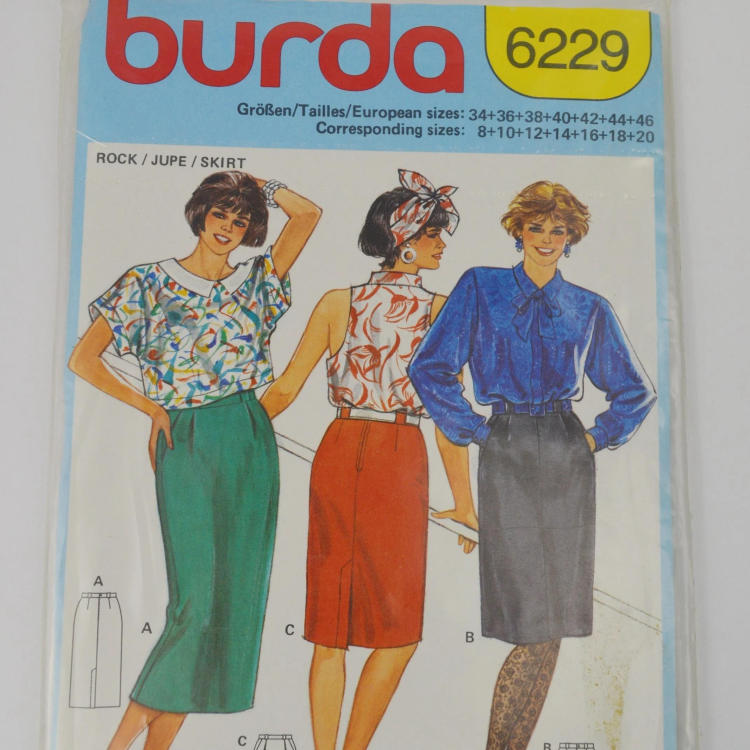 burda
6229
Größen/Tailles/European sizes: 34+36+38+40+42+44+46
Corresponding sizes: 8+10+12+14+16+18+20
ROCK / JUPE / SKIRT
A
A
C
B
C
B